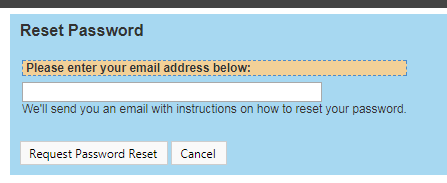 Reset Password
Please enter your email address below:
We'll send you an email with instructions on how to reset your password.
Request Password Reset Cancel